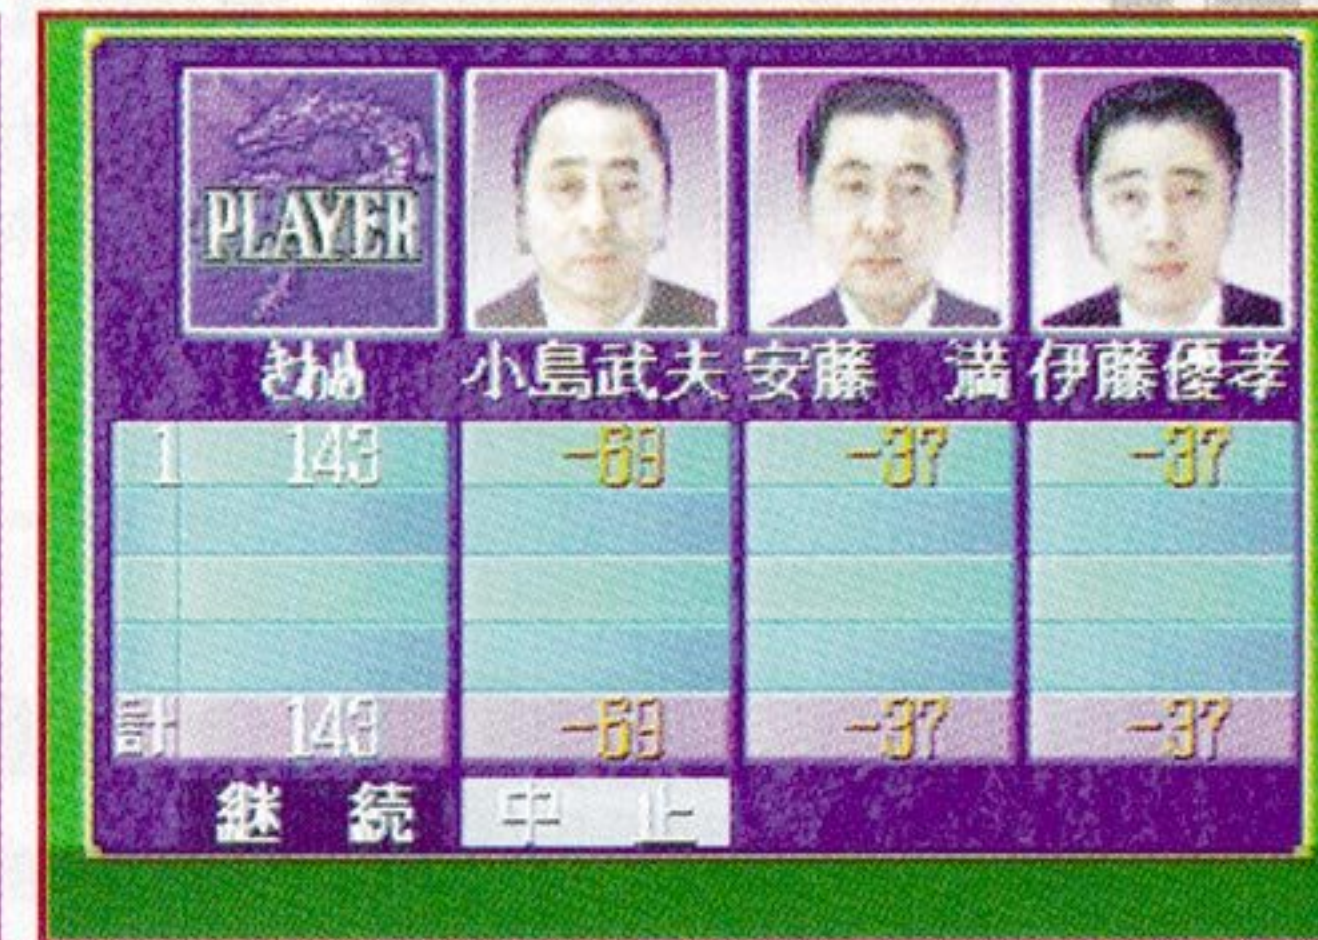 PLAYER
きわめ 小島武夫 安藤 満 伊藤優孝
1 143 -69 -37 -37
計 143 -69 -37 -37
継 続 中 止